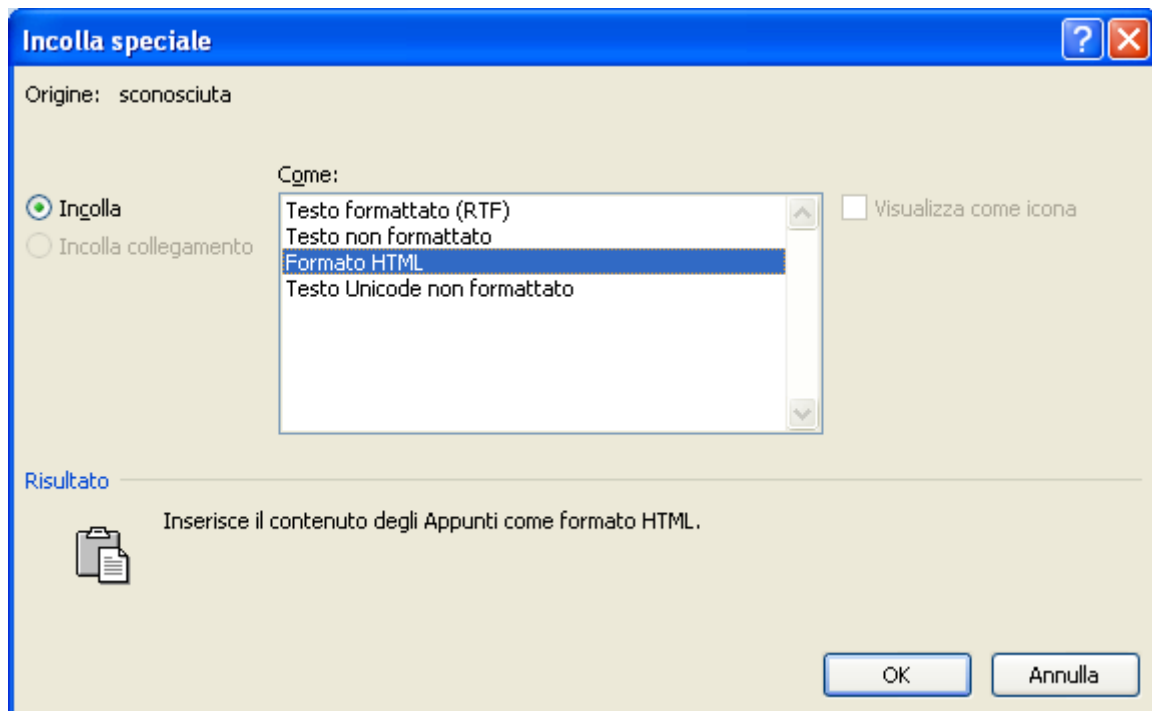 Incolla speciale
Origine: sconosciuta
Come:
Incolla
Incolla collegamento
Testo formattato (RTF)
Testo non formattato
Formato HTML
Testo Unicode non formattato
Visualizza come icona
Risultato
Inserisce il contenuto degli Appunti come formato HTML.
OK
Annulla